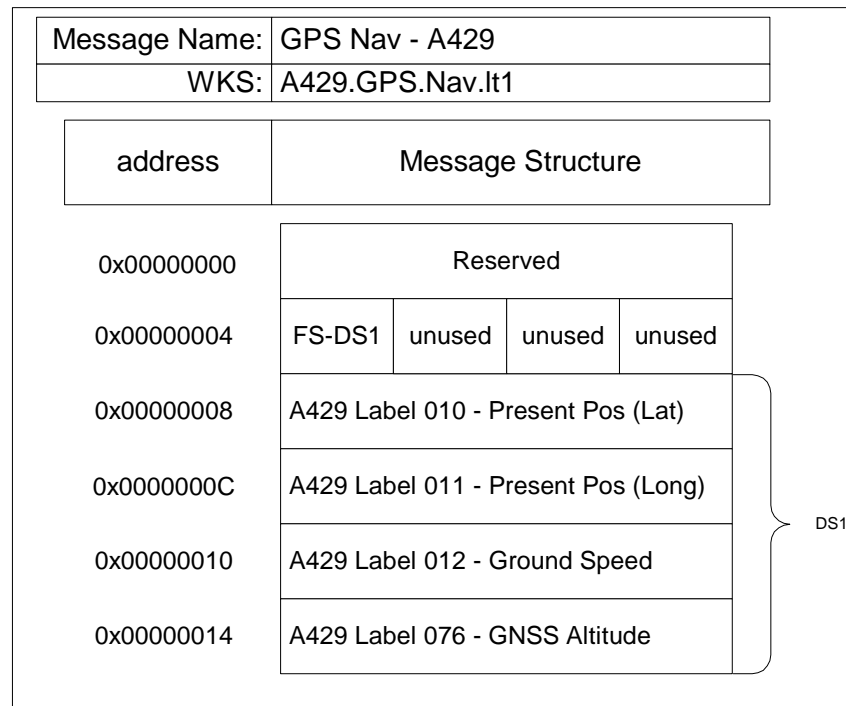 Message Name: GPS Nav - A429
WKS: A429.GPS.Nav.lt1
address Message Structure
0x00000000 Reserved
0x00000004 FS-DS1 unused unused unused
0x00000008 A429 Label 010 - Present Pos (Lat)
0x0000000C A429 Label 011 - Present Pos (Long)
DS1
0x00000010 A429 Label 012 - Ground Speed
0x00000014 A429 Label 076 - GNSS Altitude